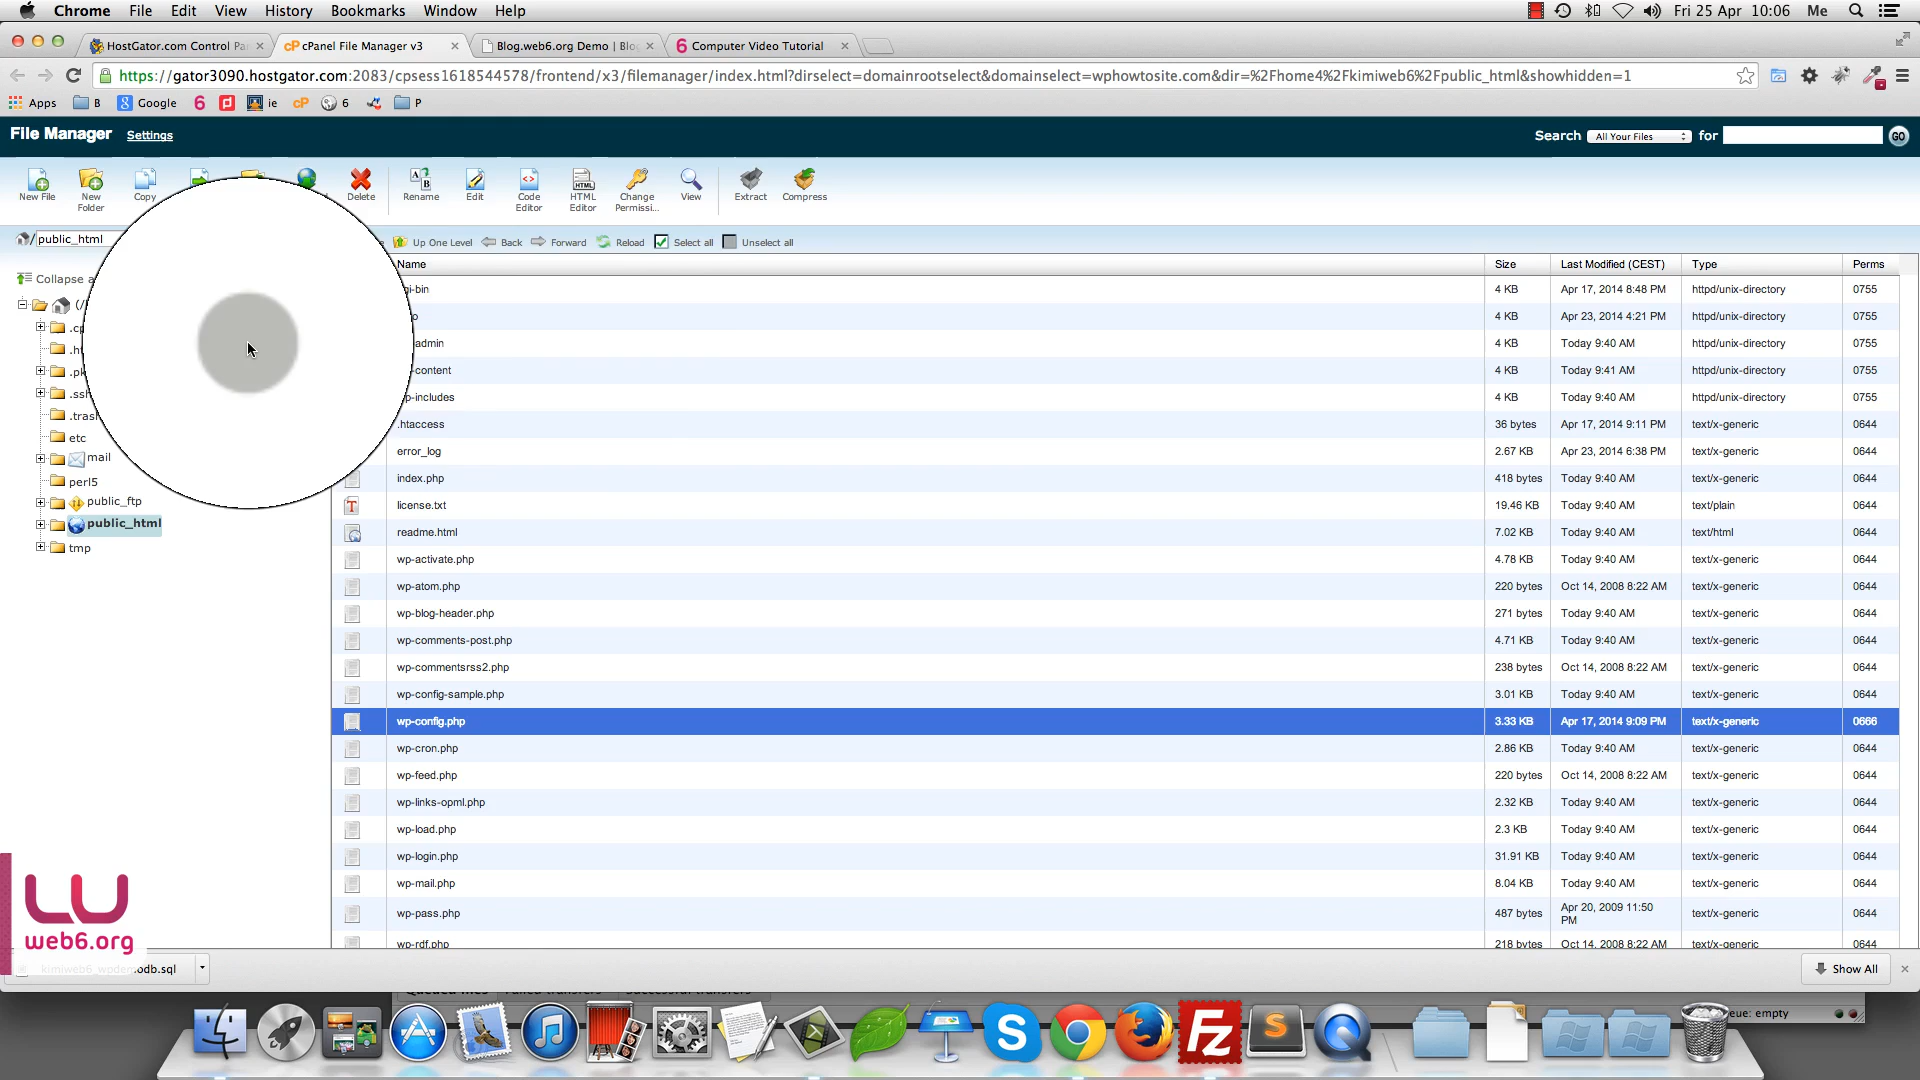 Chrome File Edit View History Bookmarks Window Help Fri 25 Apr 10:06 Me
HostGator.com Control Pa cPanel File Manager v3 Blog.web6.org Demo | Blo Computer Video Tutorial
https://gator3090.hostgator.com:2083/cpsess1618544578/frontend/x3/filemanager/index.html?dirselect=domainrootselect&domainselect=wphowtosite.com&dir=%2Fhome4%2Fkimiweb6%2Fpublic_html&showhidden=1
Apps B Google 6 ie cP 6 P
File Manager Settings Search All Your Files for GO
New File New Folder Copy Delete Rename Edit Code Editor HTML Editor Change Permissi... View Extract Compress
/ public_html Up One Level Back Forward Reload Select all Unselect all
Name Size Last Modified (CEST) Type Perms
Collapse a
(/
.cp
.ht
.pk
.ssh
.tras
etc
mail
perl5
public_ftp
public_html
tmp
gi-bin 4 KB Apr 17, 2014 8:48 PM httpd/unix-directory 0755
o 4 KB Apr 23, 2014 4:21 PM httpd/unix-directory 0755
admin 4 KB Today 9:40 AM httpd/unix-directory 0755
-content 4 KB Today 9:41 AM httpd/unix-directory 0755
p-includes 4 KB Today 9:40 AM httpd/unix-directory 0755
.htaccess 36 bytes Apr 17, 2014 9:11 PM text/x-generic 0644
error_log 2.67 KB Apr 23, 2014 6:38 PM text/x-generic 0644
index.php 418 bytes Today 9:40 AM text/x-generic 0644
license.txt 19.46 KB Today 9:40 AM text/plain 0644
readme.html 7.02 KB Today 9:40 AM text/html 0644
wp-activate.php 4.78 KB Today 9:40 AM text/x-generic 0644
wp-atom.php 220 bytes Oct 14, 2008 8:22 AM text/x-generic 0644
wp-blog-header.php 271 bytes Today 9:40 AM text/x-generic 0644
wp-comments-post.php 4.71 KB Today 9:40 AM text/x-generic 0644
wp-commentsrss2.php 238 bytes Oct 14, 2008 8:22 AM text/x-generic 0644
wp-config-sample.php 3.01 KB Today 9:40 AM text/x-generic 0644
wp-config.php 3.33 KB Apr 17, 2014 9:09 PM text/x-generic 0666
wp-cron.php 2.86 KB Today 9:40 AM text/x-generic 0644
wp-feed.php 220 bytes Oct 14, 2008 8:22 AM text/x-generic 0644
wp-links-opml.php 2.32 KB Today 9:40 AM text/x-generic 0644
wp-load.php 2.3 KB Today 9:40 AM text/x-generic 0644
wp-login.php 31.91 KB Today 9:40 AM text/x-generic 0644
wp-mail.php 8.04 KB Today 9:40 AM text/x-generic 0644
wp-pass.php 487 bytes Apr 20, 2009 11:50 PM text/x-generic 0644
wp-rdf.php 218 bytes Oct 14, 2008 8:22 AM text/x-generic 0644
web6.org
kimiweb6_wpdemodb.sql Show All
eue: empty